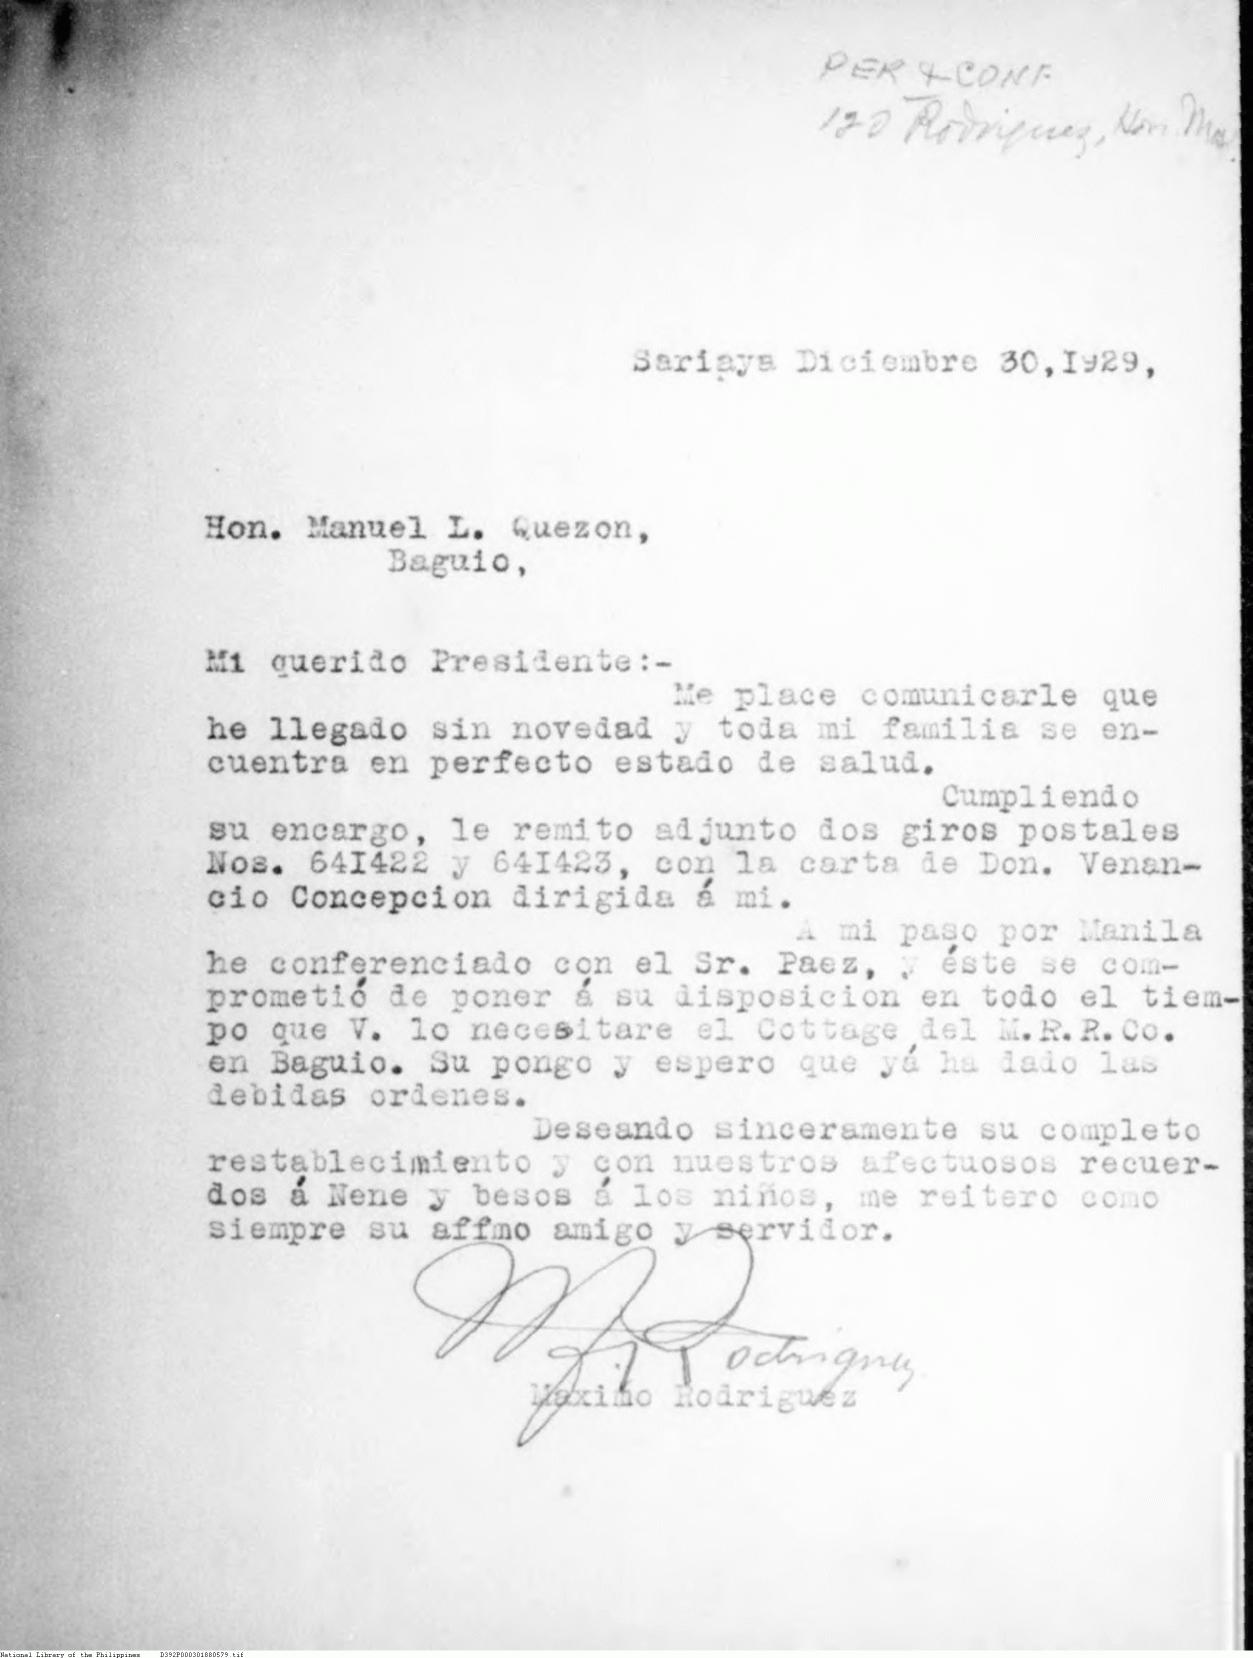 PER & CONF
120 Rodriguez, Hon. Max.
Sariaya Diciembre 30,I929,
Hon. Manuel L. Quezon,
Baguio,
Mi querido Presidente:-
Me place comunicarle que
he llegado sin novedad y toda mi familia se en-
cuentra en perfecto estado de salud.
Cumpliendo
su encargo, le remito adjunto dos giros postales
Nos. 64I422 y 64I423, con la carta de Don. Venan-
cio Concepcion dirigida á mi.
A mi paso por Manila
he conferenciado con el Sr. Paez, y éste se com-
prometió de poner á su disposicion en todo el tiem-
po que V. lo necesitare el Cottage del M.R.R.Co.
en Baguio. Su pongo y espero que yá ha dado las
debidas ordenes.
Deseando sinceramente su completo
restablecimiento y con nuestros afectuosos recuer-
dos á Nene y besos á los niños, me reitero como
siempre su affmo amigo y servidor.
M Rodriguez
Maximo Rodriguez
National Library of the Philippines D392P000301880579.tif